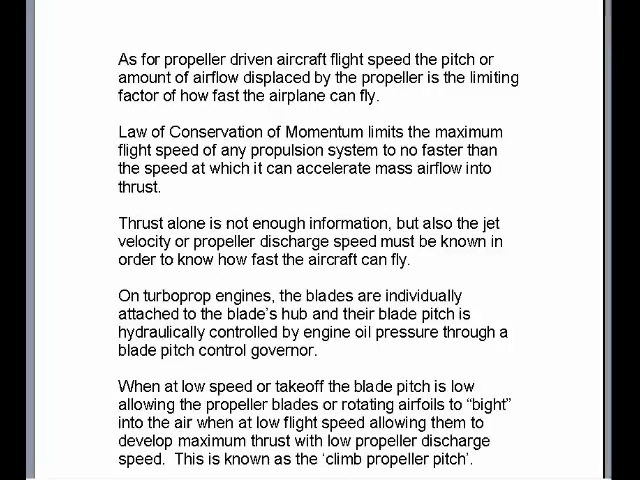 As for propeller driven aircraft flight speed the pitch or
amount of airflow displaced by the propeller is the limiting
factor of how fast the airplane can fly.
Law of Conservation of Momentum limits the maximum
flight speed of any propulsion system to no faster than
the speed at which it can accelerate mass airflow into
thrust.
Thrust alone is not enough information, but also the jet
velocity or propeller discharge speed must be known in
order to know how fast the aircraft can fly.
On turboprop engines, the blades are individually
attached to the blade's hub and their blade pitch is
hydraulically controlled by engine oil pressure through a
blade pitch control governor.
When at low speed or takeoff the blade pitch is low
allowing the propeller blades or rotating airfoils to “bight”
into the air when at low flight speed allowing them to
develop maximum thrust with low propeller discharge
speed.  This is known as the ‘climb propeller pitch’.